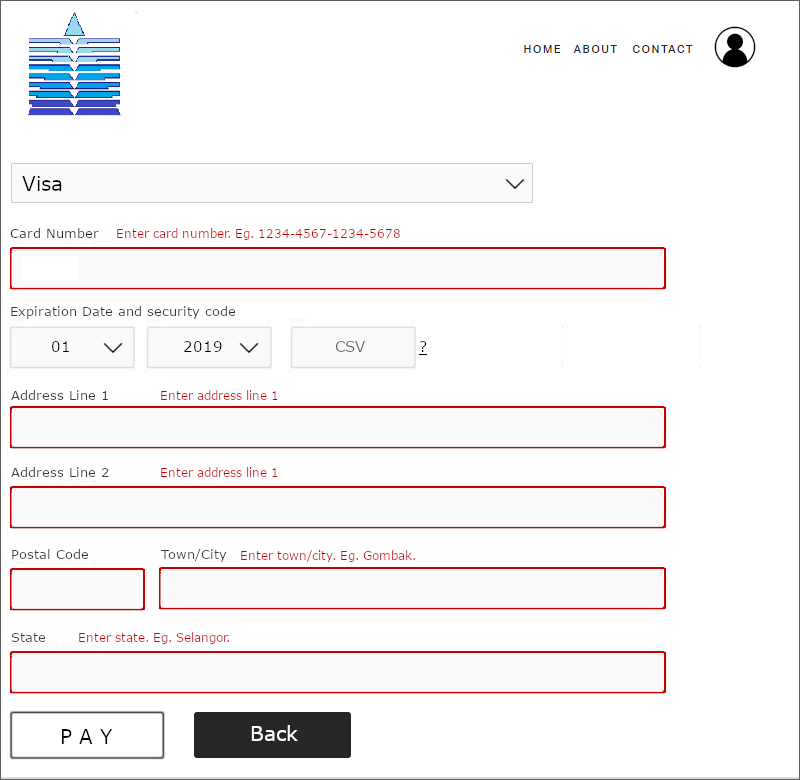 HOME ABOUT CONTACT
Visa
Card Number Enter card number. Eg. 1234-4567-1234-5678
Expiration Date and security code
01 2019 CSV ?
Address Line 1 Enter address line 1
Address Line 2 Enter address line 1
Postal Code Town/City Enter town/city. Eg. Gombak.
State Enter state. Eg. Selangor.
PAY Back